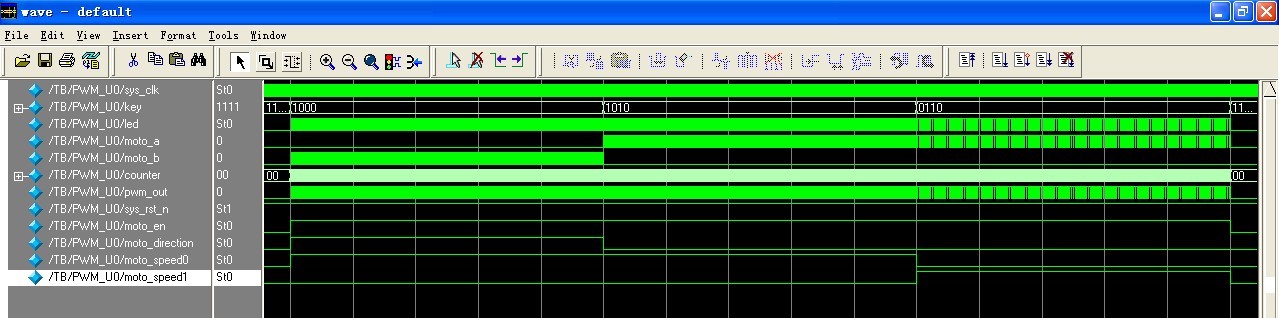 wave - default
File Edit View Insert Format Tools Window
/TB/PWM_U0/sys_clk St0
/TB/PWM_U0/key 1111 11... 1000 1010 0110 11...
/TB/PWM_U0/led St0
/TB/PWM_U0/moto_a 0
/TB/PWM_U0/moto_b 0
/TB/PWM_U0/counter 00 00 00
/TB/PWM_U0/pwm_out 0
/TB/PWM_U0/sys_rst_n St1
/TB/PWM_U0/moto_en St0
/TB/PWM_U0/moto_direction St0
/TB/PWM_U0/moto_speed0 St0
/TB/PWM_U0/moto_speed1 St0